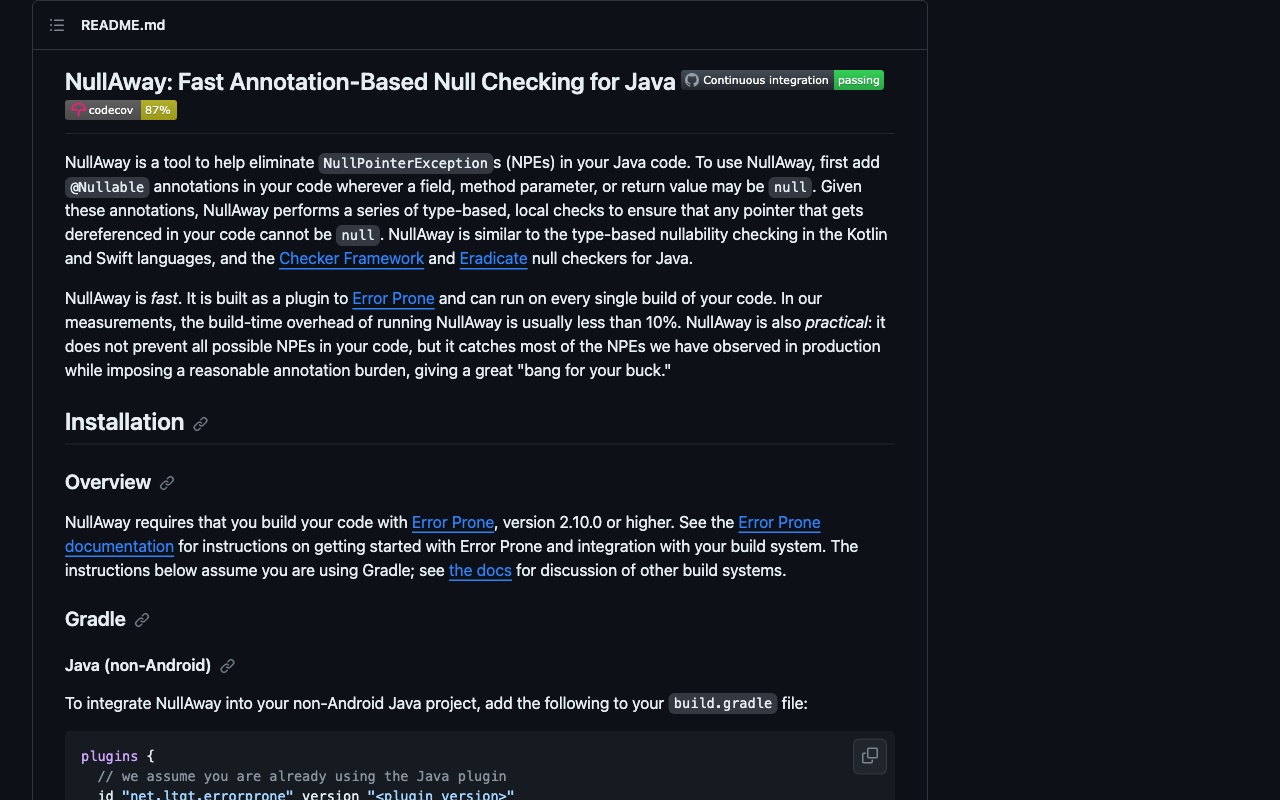 README.md
NullAway: Fast Annotation-Based Null Checking for Java Continuous integration passing
codecov 87%
NullAway is a tool to help eliminate NullPointerExceptions (NPEs) in your Java code. To use NullAway, first add
@Nullable annotations in your code wherever a field, method parameter, or return value may be null. Given
these annotations, NullAway performs a series of type-based, local checks to ensure that any pointer that gets
dereferenced in your code cannot be null. NullAway is similar to the type-based nullability checking in the Kotlin
and Swift languages, and the Checker Framework and Eradicate null checkers for Java.
NullAway is fast. It is built as a plugin to Error Prone and can run on every single build of your code. In our
measurements, the build-time overhead of running NullAway is usually less than 10%. NullAway is also practical: it
does not prevent all possible NPEs in your code, but it catches most of the NPEs we have observed in production
while imposing a reasonable annotation burden, giving a great "bang for your buck."
Installation
Overview
NullAway requires that you build your code with Error Prone, version 2.10.0 or higher. See the Error Prone
documentation for instructions on getting started with Error Prone and integration with your build system. The
instructions below assume you are using Gradle; see the docs for discussion of other build systems.
Gradle
Java (non-Android)
To integrate NullAway into your non-Android Java project, add the following to your build.gradle file:
plugins {
// we assume you are already using the Java plugin
id "net.ltgt.errorprone" version "<plugin version>"